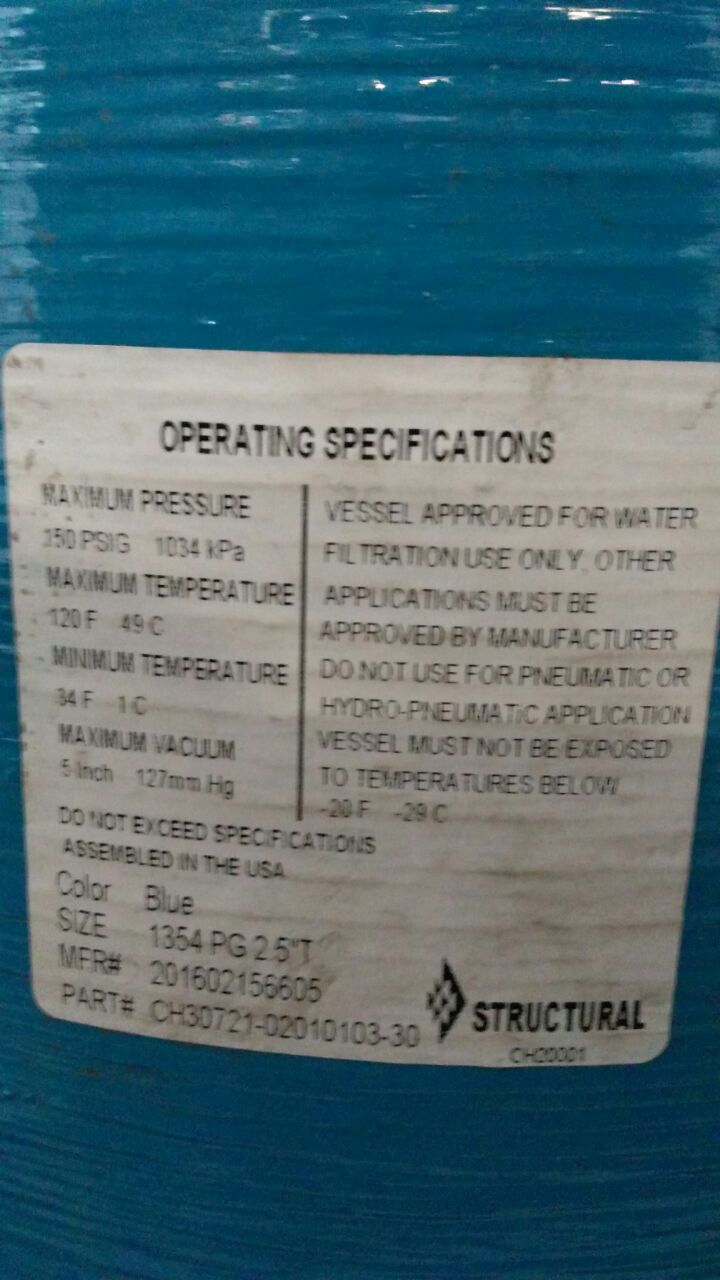 OPERATING SPECIFICATIONS
MAXIMUM PRESSURE
150 PSIG 1034 kPa
MAXIMUM TEMPERATURE
120 F 49 C
MINIMUM TEMPERATURE
34 F 1 C
MAXIMUM VACUUM
5 Inch 127mm Hg
VESSEL APPROVED FOR WATER
FILTRATION USE ONLY, OTHER
APPLICATIONS MUST BE
APPROVED BY MANUFACTURER
DO NOT USE FOR PNEUMATIC OR
HYDRO-PNEUMATIC APPLICATION
VESSEL MUST NOT BE EXPOSED
TO TEMPERATURES BELOW
-20 F -29 C
DO NOT EXCEED SPECIFICATIONS
ASSEMBLED IN THE USA
Color Blue
SIZE 1354 PG 2.5"T
MFR# 201602156605
PART# CH30721-02010103-30
STRUCTURAL
CH20001